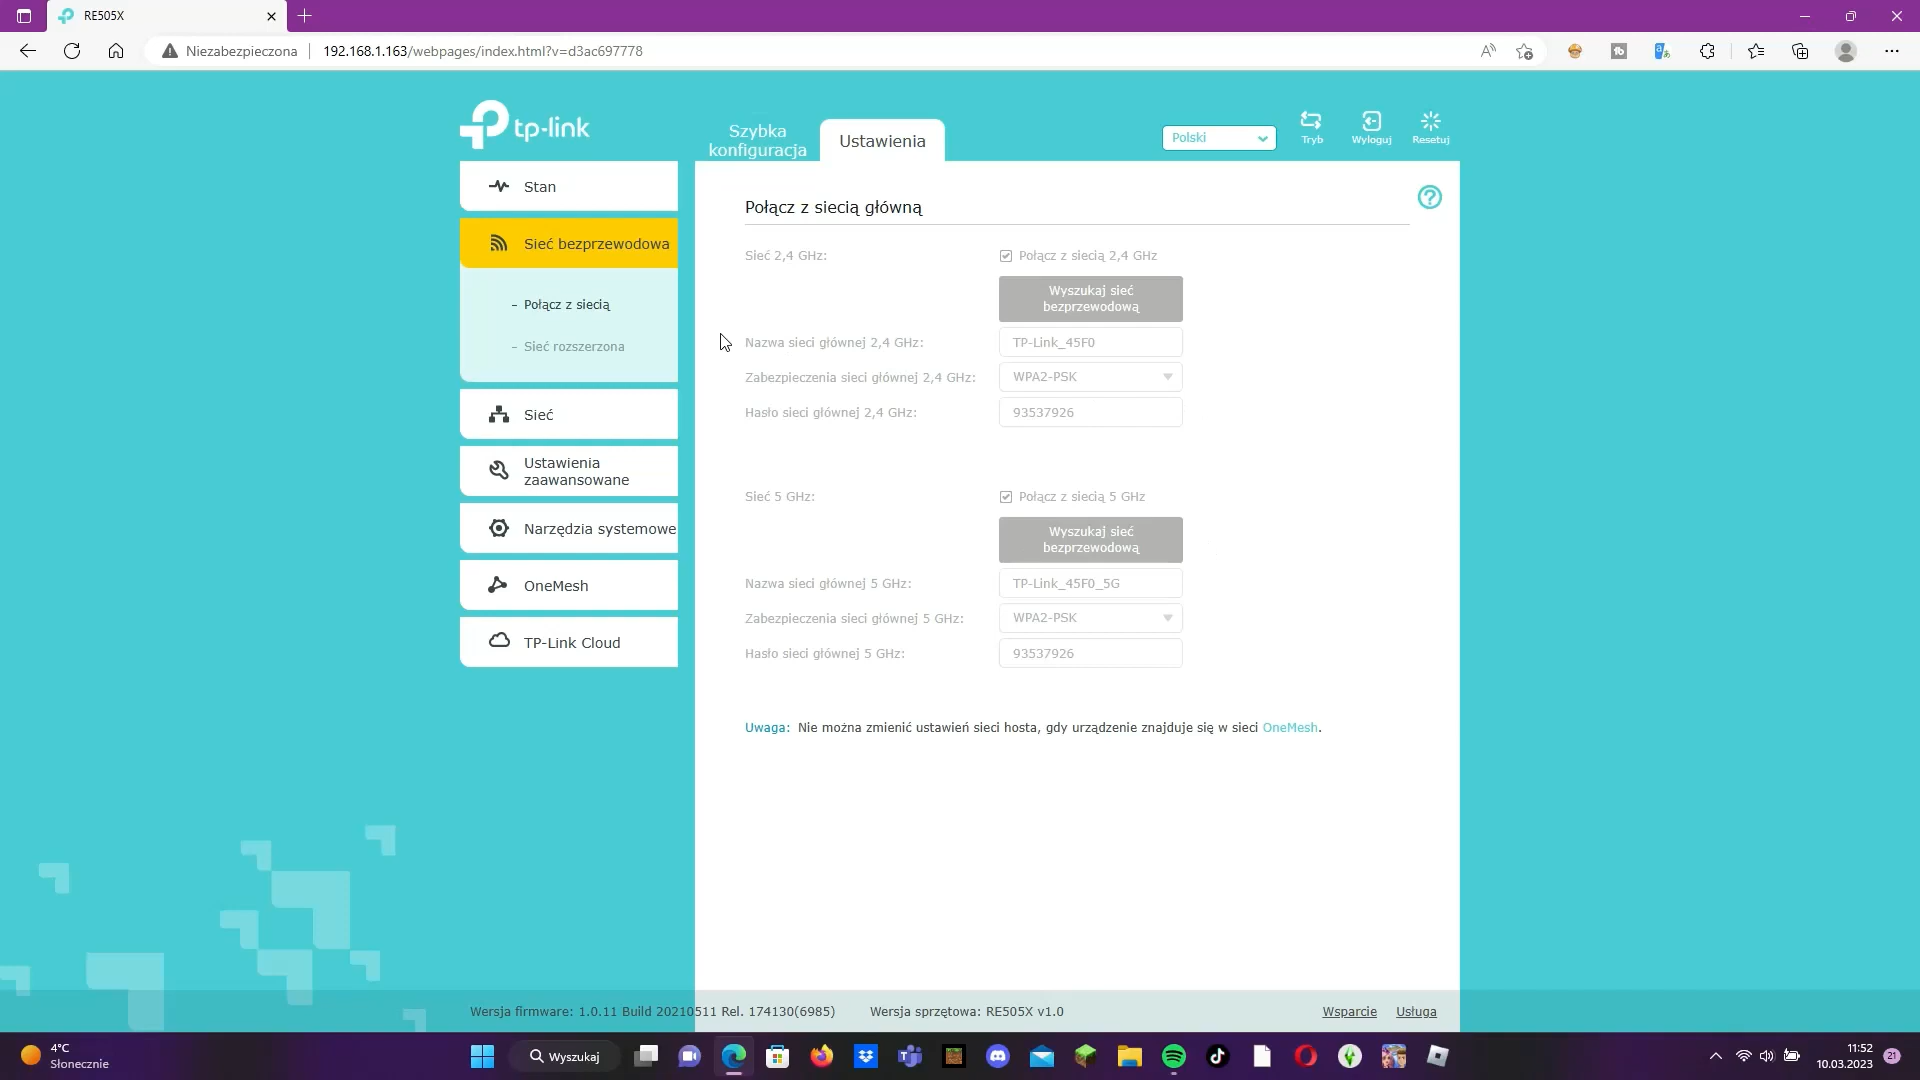 RE505X
Niezabezpieczona
192.168.1.163/webpages/index.html?v=d3ac697778
tp-link
Szybka
konfiguracja
Ustawienia
Polski
Tryb
Wyloguj
Resetuj
Stan
Sieć bezprzewodowa
- Połącz z siecią
- Sieć rozszerzona
Sieć
Ustawienia
zaawansowane
Narzędzia systemowe
OneMesh
TP-Link Cloud
Połącz z siecią główną
Sieć 2,4 GHz:
Połącz z siecią 2,4 GHz
Wyszukaj sieć
bezprzewodową
Nazwa sieci głównej 2,4 GHz:
TP-Link_45F0
Zabezpieczenia sieci głównej 2,4 GHz:
WPA2-PSK
Hasło sieci głównej 2,4 GHz:
93537926
Sieć 5 GHz:
Połącz z siecią 5 GHz
Wyszukaj sieć
bezprzewodową
Nazwa sieci głównej 5 GHz:
TP-Link_45F0_5G
Zabezpieczenia sieci głównej 5 GHz:
WPA2-PSK
Hasło sieci głównej 5 GHz:
93537926
Uwaga: Nie można zmienić ustawień sieci hosta, gdy urządzenie znajduje się w sieci OneMesh.
Wersja firmware: 1.0.11 Build 20210511 Rel. 174130(6985)
Wersja sprzętowa: RE505X v1.0
Wsparcie
Usługa
4°C
Słonecznie
Wyszukaj
11:52
10.03.2023
21